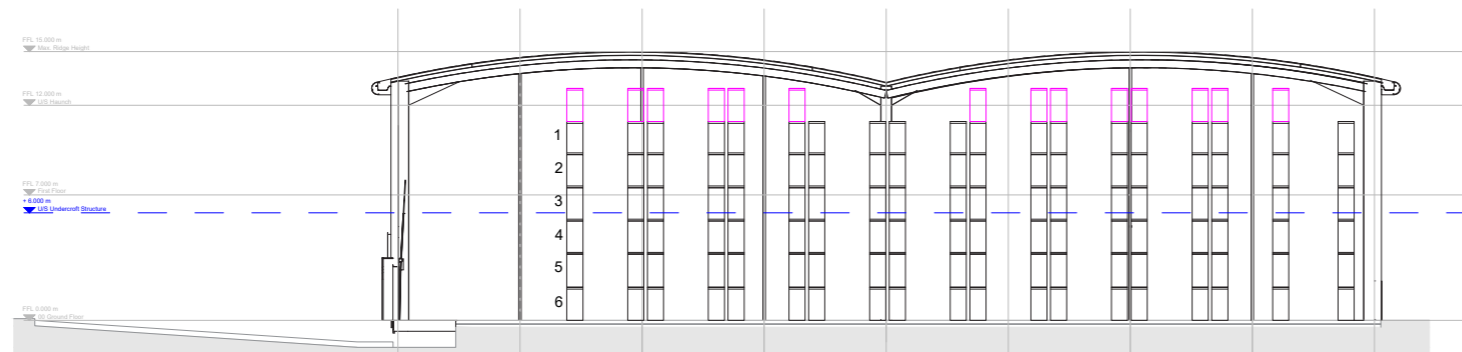 FFL 15.000 m
Max. Ridge Height
FFL 12.000 m
U/S Haunch
1
2
FFL 7.000 m
First Floor
+ 6.000 m
U/S Undercroft Structure
3
4
5
6
FFL 0.000 m
00 Ground Floor